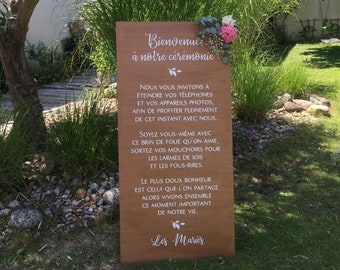 Bienvenue
à notre cérémonie
NOUS VOUS INVITONS À
ÉTEINDRE VOS TÉLÉPHONES
ET VOS APPAREILS PHOTOS,
AFIN DE PROFITER PLEINEMENT
DE CET INSTANT AVEC NOUS.
SOYEZ VOUS-MÊME AVEC
CE BRIN DE FOLIE QU'ON AIME,
SORTEZ VOS MOUCHOIRS POUR
LES LARMES DE JOIE
ET LES FOUS-RIRES.
LE PLUS DOUX BONHEUR
EST CELUI QUE L'ON PARTAGE
ALORS VIVONS ENSEMBLE
CE MOMENT IMPORTANT
DE NOTRE VIE.
Les Mariés